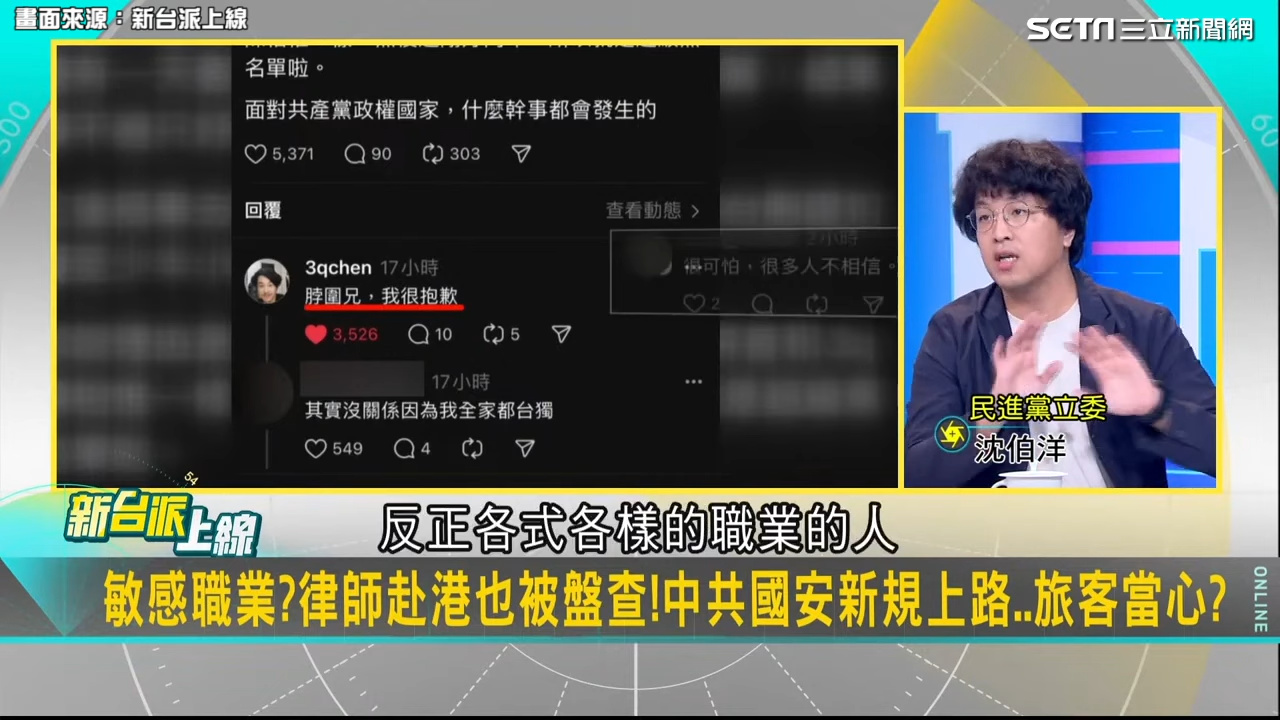 畫面來源：新台派上線
SETN三立新聞網
名單啦。
面對共產黨政權國家，什麼幹事都會發生的
5,371 90 303
回覆 查看動態 >
3qchen 17小時
脖圍兄，我很抱歉
3,526 10 5
2小時
很可怕，很多人不相信。
2
17小時
其實沒關係因為我全家都台獨
549 4
民進黨立委
沈伯洋
54
新台派上線
反正各式各樣的職業的人
敏感職業?律師赴港也被盤查!中共國安新規上路..旅客當心?
ONLINE